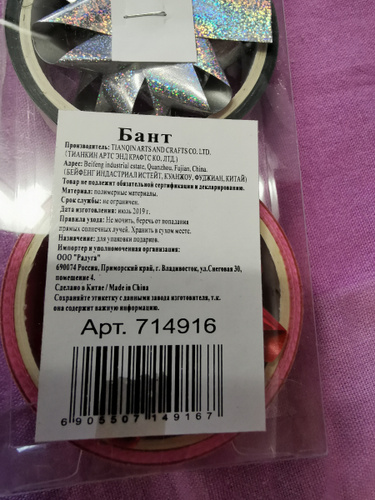 Бант
Производитель: TIANQIN ARTS AND CRAFTS CO. LTD.
(ТИАНКИН АРТС ЭНД КРАФТС КО. ЛТД.)
Адрес: Beifeng industrial estate, Quanzhou, Fujian, China.
(БЕЙФЕНГ ИНДАСТРИАЛ ИСТЕЙТ, КУАНЖОУ, ФУДЖИАН, КИТАЙ)
Товар не подлежит обязательной сертификации и декларированию.
Материал: полимерные материалы.
Срок службы: не ограничен.
Дата изготовления: июль 2019 г.
Правила ухода: Не мочить, беречь от попадания
прямых солнечных лучей. Хранить в сухом месте.
Назначение: для упаковки подарков.
Импортер и уполномоченная организация:
ООО "Радуга"
690074 Россия, Приморский край, г. Владивосток, ул.Снеговая 30,
помещение 4.
Сделано в Китае / Made in China
Сохраняйте этикетку с данными завода изготовителя, т.к.
она содержит важную информацию.
Арт. 714916
6 905507 149167